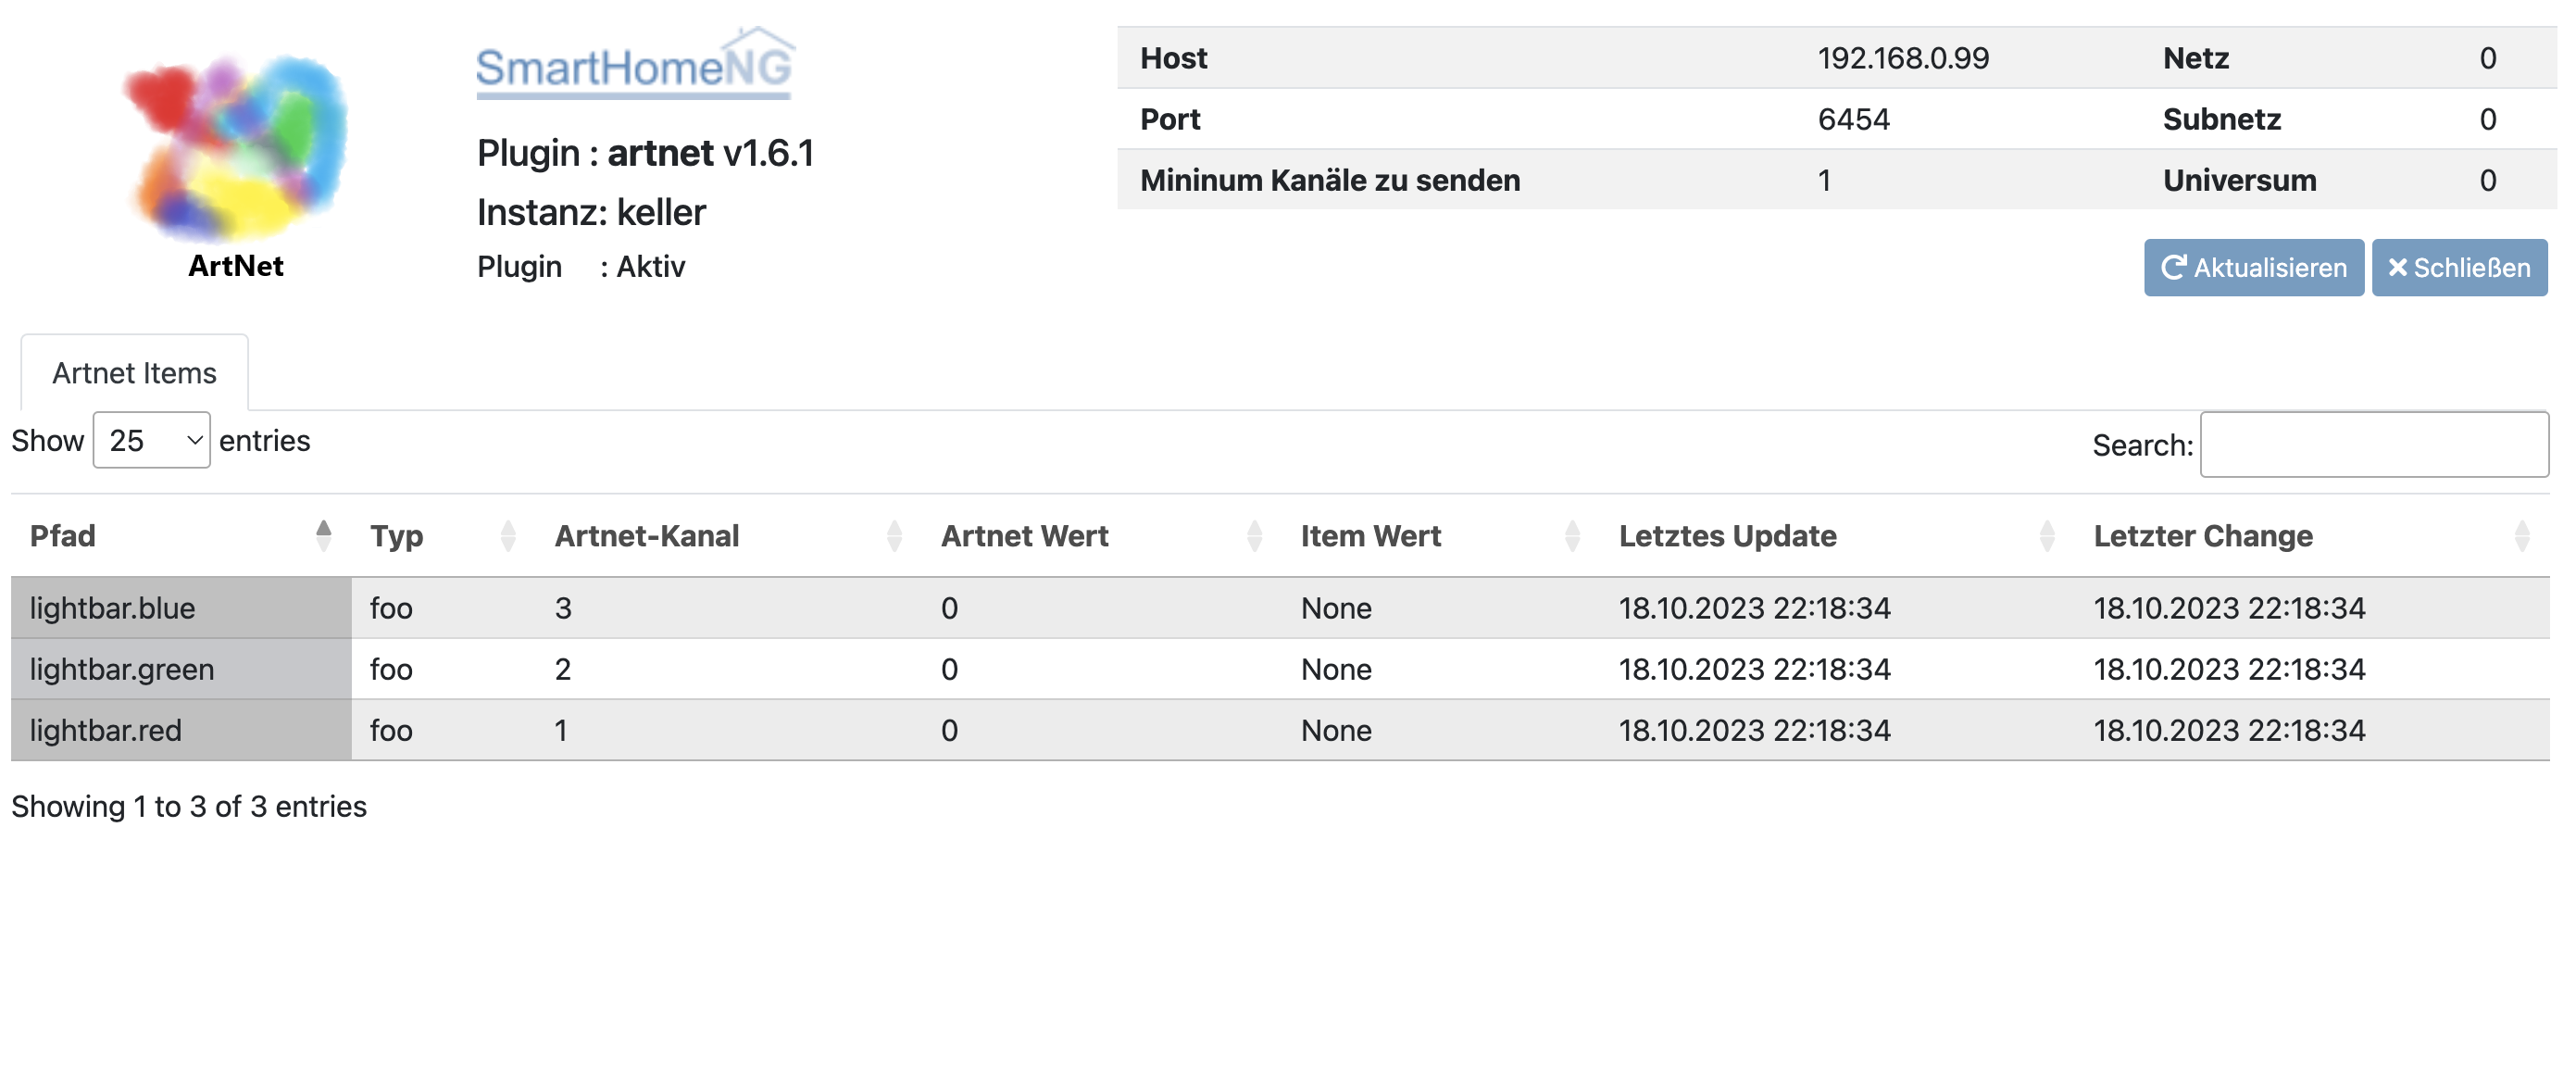 ArtNet
SmartHomeNG
Plugin : artnet v1.6.1
Instanz: keller
Plugin : Aktiv
Host 192.168.0.99 Netz 0
Port 6454 Subnetz 0
Mininum Kanäle zu senden 1 Universum 0
Aktualisieren Schließen
Artnet Items
Show 25 entries Search:
Pfad Typ Artnet-Kanal Artnet Wert Item Wert Letztes Update Letzter Change
lightbar.blue foo 3 0 None 18.10.2023 22:18:34 18.10.2023 22:18:34
lightbar.green foo 2 0 None 18.10.2023 22:18:34 18.10.2023 22:18:34
lightbar.red foo 1 0 None 18.10.2023 22:18:34 18.10.2023 22:18:34
Showing 1 to 3 of 3 entries